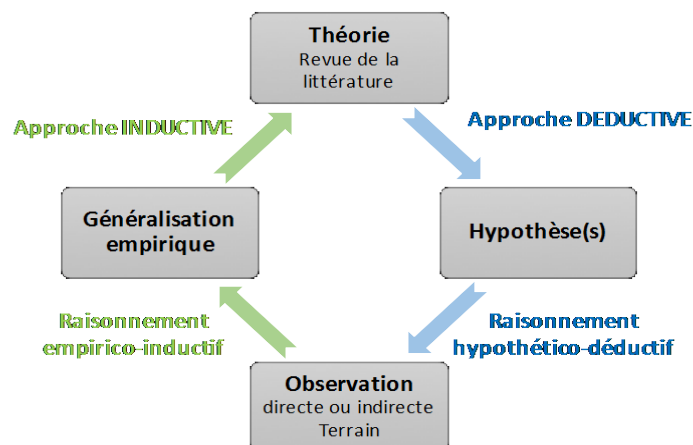 Théorie
Revue de la
littérature
Approche INDUCTIVE
Approche DEDUCTIVE
Généralisation
empirique
Hypothèse(s)
Raisonnement
empirico-inductif
Raisonnement
hypothético-déductif
Observation
directe ou indirecte
Terrain